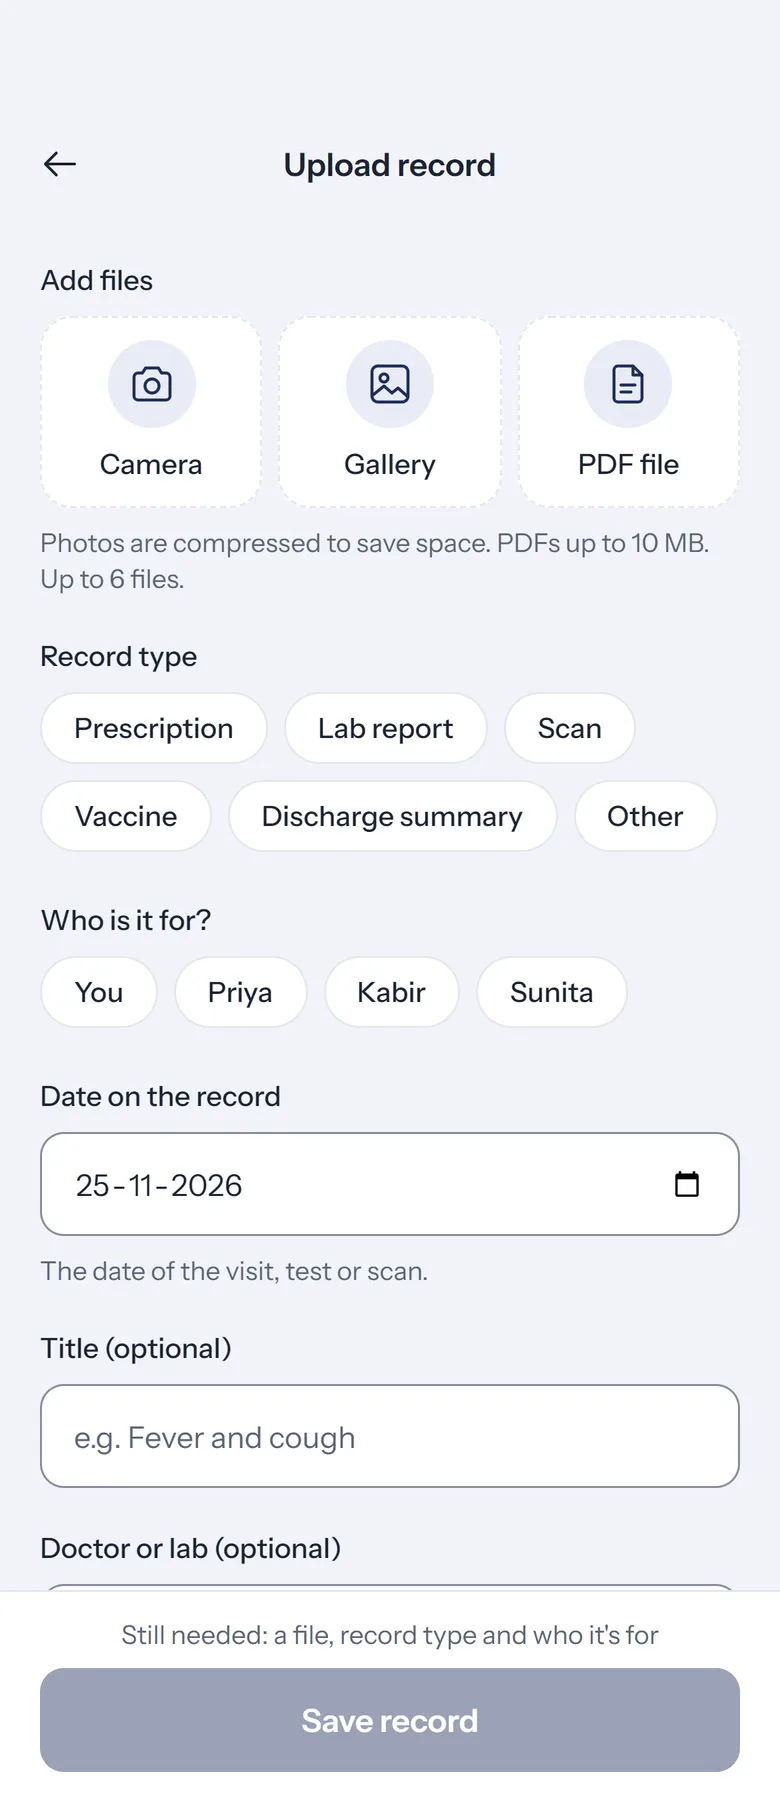 Upload record
Add files
Camera
Gallery
PDF file
Photos are compressed to save space. PDFs up to 10 MB.
Up to 6 files.
Record type
Prescription
Lab report
Scan
Vaccine
Discharge summary
Other
Who is it for?
You
Priya
Kabir
Sunita
Date on the record
25-11-2026
The date of the visit, test or scan.
Title (optional)
e.g. Fever and cough
Doctor or lab (optional)
Still needed: a file, record type and who it's for
Save record